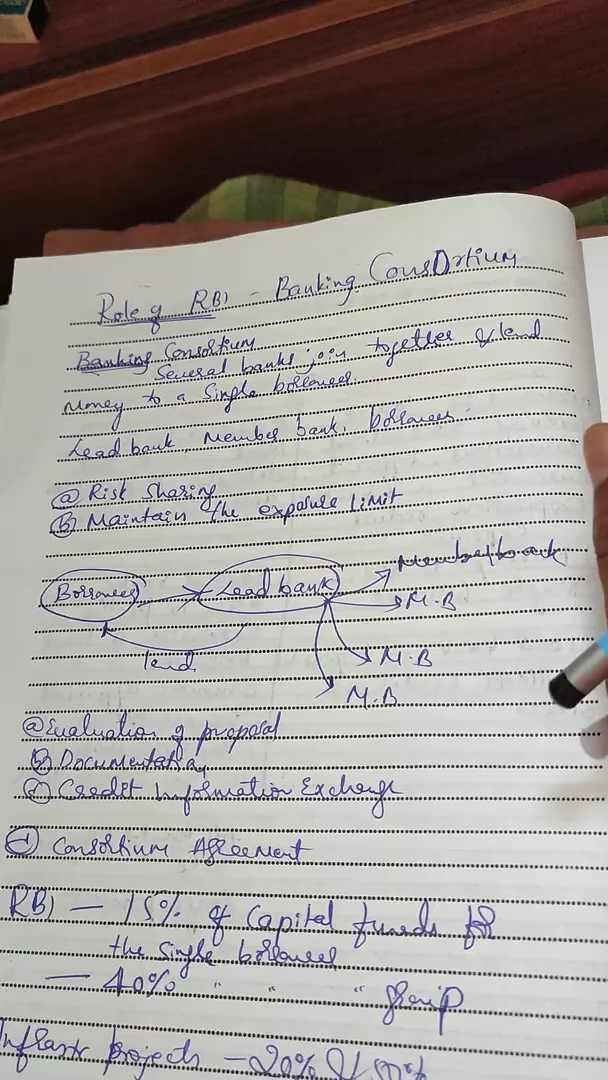 Role of RBI - Banking Consortium
Banking Consortium
Several banks join together & lend
Money to a single borrower.
Lead bank, Member bank, borrower.
(a) Risk sharing
(b) Maintain the exposure limit
Borrower Lead bank Member bank
M.B
lend M.B
M.B
(a) Evaluation of proposal
(b) Documentatn
(c) Credit Information Exchange
(d) Consortium Agreement
RBI — 15% of Capital funds for
the single borrower
— 40% " " " group
Infrastr projects — 20% &